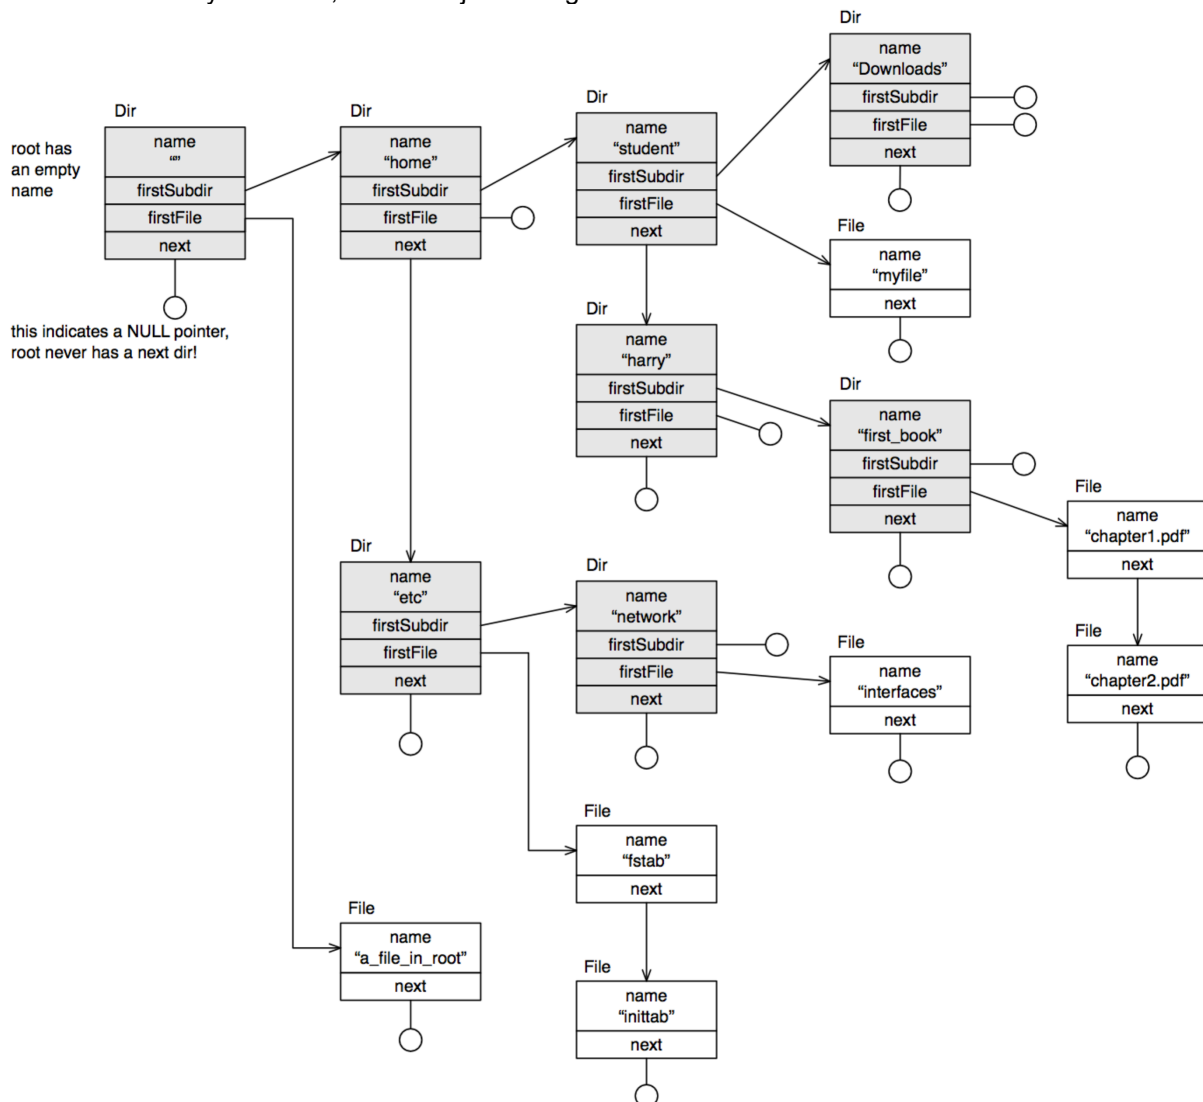 Dir
name
“Downloads”
firstSubdir
firstFile
next
Dir
name
“”
firstSubdir
firstFile
next
root has
an empty
name
this indicates a NULL pointer,
root never has a next dir!
Dir
name
“home”
firstSubdir
firstFile
next
Dir
name
“student”
firstSubdir
firstFile
next
File
name
“myfile”
next
Dir
name
“harry”
firstSubdir
firstFile
next
Dir
name
“first_book”
firstSubdir
firstFile
next
File
name
“chapter1.pdf”
next
File
name
“chapter2.pdf”
next
Dir
name
“etc”
firstSubdir
firstFile
next
Dir
name
“network”
firstSubdir
firstFile
next
File
name
“interfaces”
next
File
name
“fstab”
next
File
name
“a_file_in_root”
next
File
name
“inittab”
next